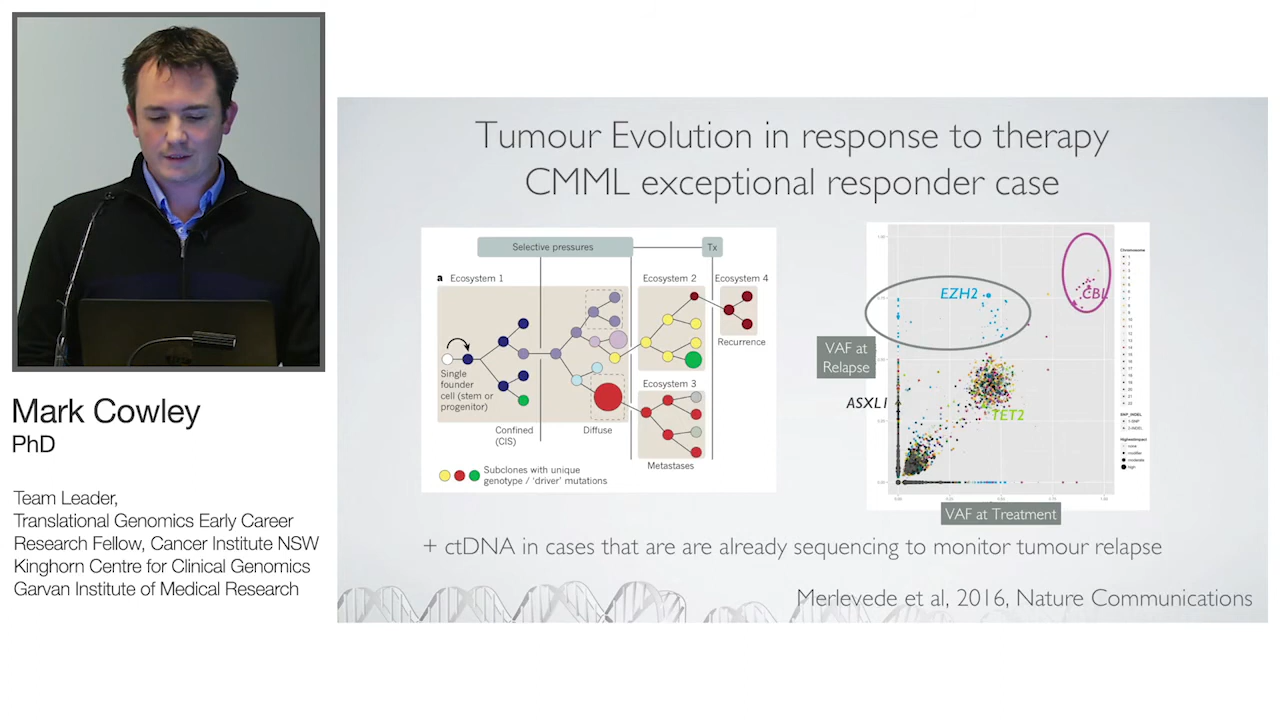 Mark Cowley
PhD
Team Leader,
Translational Genomics Early Career
Research Fellow, Cancer Institute NSW
Kinghorn Centre for Clinical Genomics
Garvan Institute of Medical Research
Tumour Evolution in response to therapy
CMML exceptional responder case
Selective pressures
Tx
a Ecosystem 1
Ecosystem 2
Ecosystem 4
Single
founder
cell (stem or
progenitor)
Recurrence
Ecosystem 3
Confined
(CIS)
Diffuse
Metastases
Subclones with unique
genotype / 'driver' mutations
EZH2
CBL
VAF at
Relapse
ASXL1
TET2
VAF at Treatment
+ ctDNA in cases that are are already sequencing to monitor tumour relapse
Merlevede et al, 2016, Nature Communications